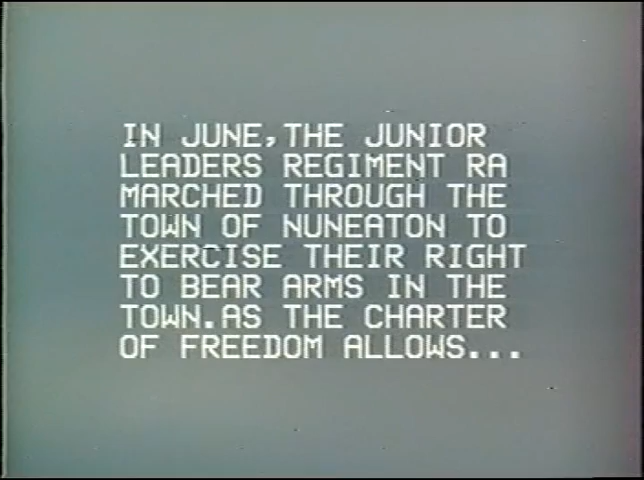 IN JUNE,THE JUNIOR
LEADERS REGIMENT RA
MARCHED THROUGH THE
TOWN OF NUNEATON TO
EXERCISE THEIR RIGHT
TO BEAR ARMS IN THE
TOWN.AS THE CHARTER
OF FREEDOM ALLOWS...